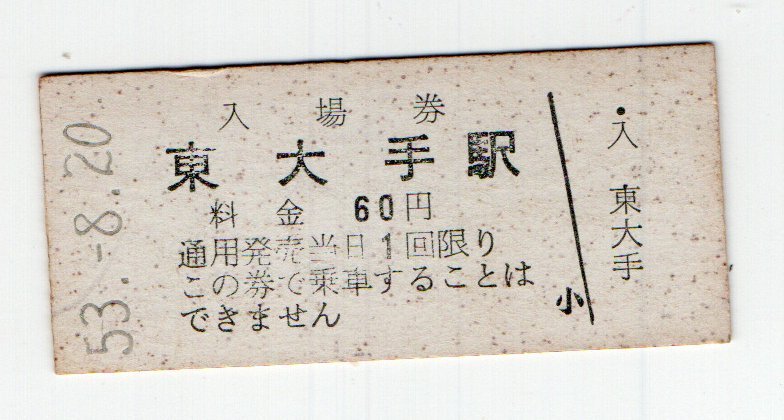 入場券
東大手駅
料金 60円
通用発売当日1回限り
この券で乗車することは
できません
小
入
東大手
53.-8.20